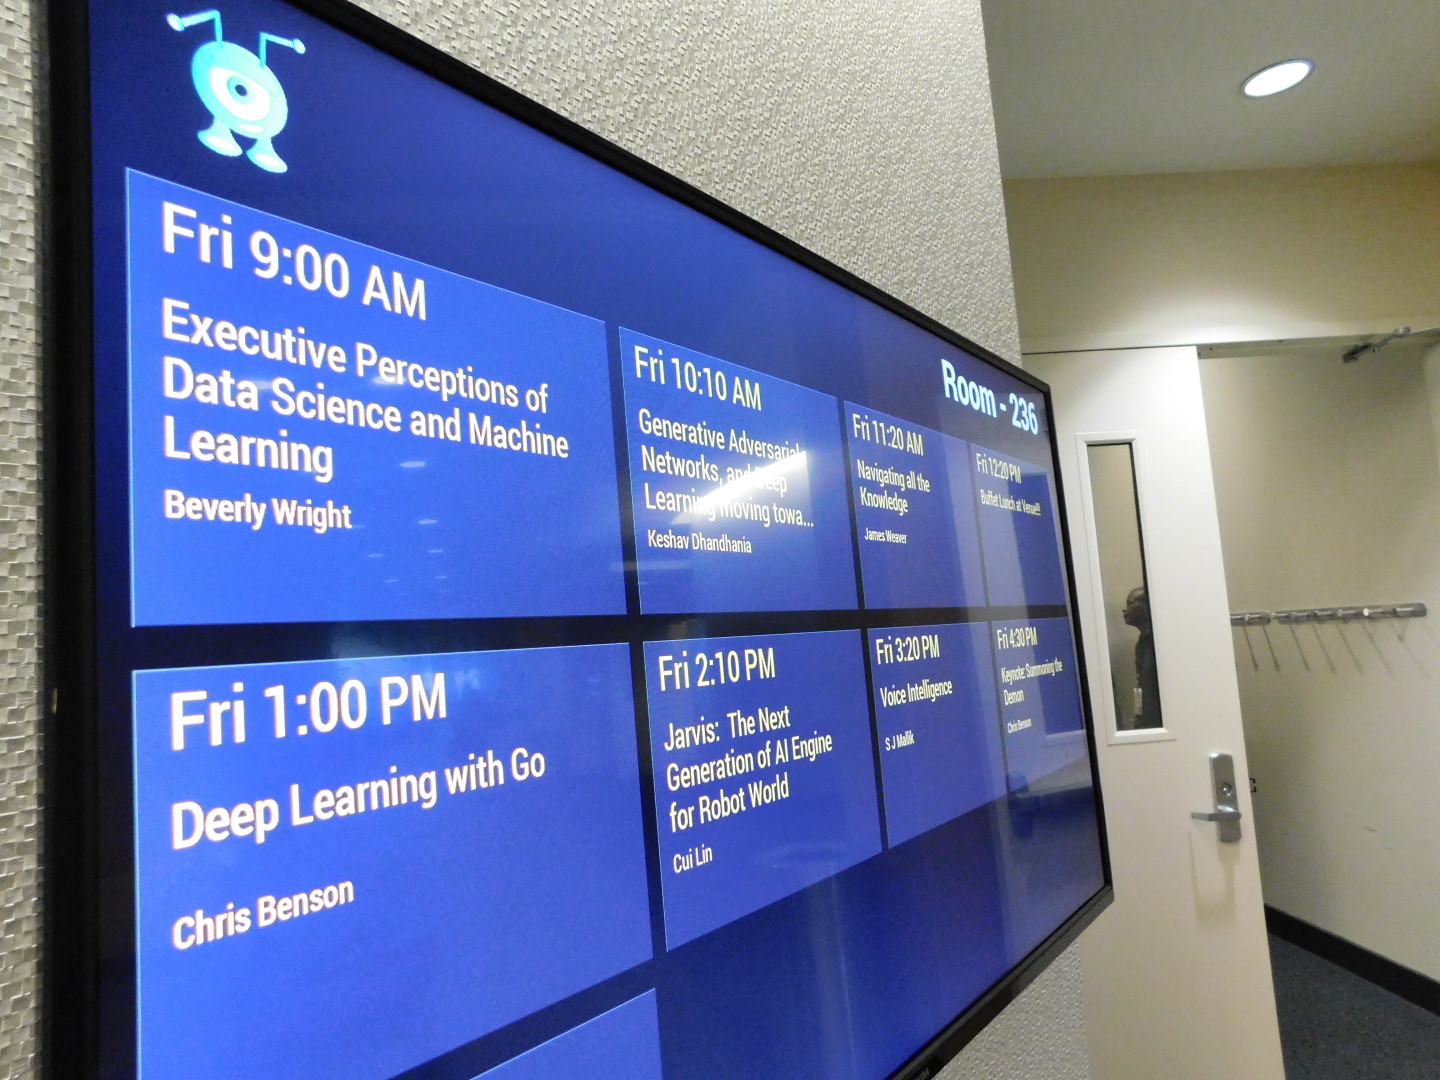 Room - 236
Fri 9:00 AM
Executive Perceptions of
Data Science and Machine
Learning
Beverly Wright
Fri 10:10 AM
Generative Adversarial
Networks, and Deep
Learning moving towa...
Keshav Dhandhania
Fri 11:20 AM
Navigating all the
Knowledge
James Weaver
Fri 12:20 PM
Buffet Lunch at Venue!!!
Fri 1:00 PM
Deep Learning with Go
Chris Benson
Fri 2:10 PM
Jarvis: The Next
Generation of AI Engine
for Robot World
Cui Lin
Fri 3:20 PM
Voice Intelligence
S J Mallik
Fri 4:30 PM
Keynote: Summoning the
Demon
Chris Benson